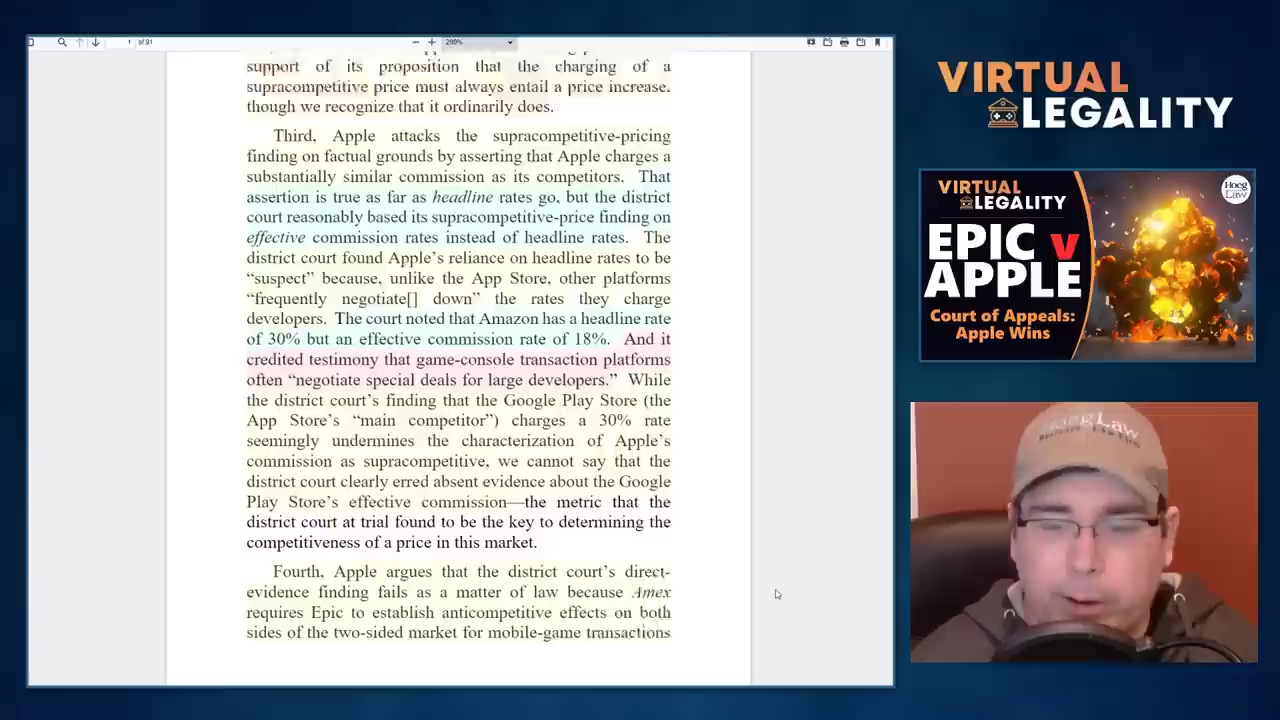 1 of 91
200%
support of its proposition that the charging of a
supracompetitive price must always entail a price increase,
though we recognize that it ordinarily does.
Third, Apple attacks the supracompetitive-pricing
finding on factual grounds by asserting that Apple charges a
substantially similar commission as its competitors. That
assertion is true as far as headline rates go, but the district
court reasonably based its supracompetitive-price finding on
effective commission rates instead of headline rates. The
district court found Apple’s reliance on headline rates to be
“suspect” because, unlike the App Store, other platforms
“frequently negotiate[] down” the rates they charge
developers. The court noted that Amazon has a headline rate
of 30% but an effective commission rate of 18%. And it
credited testimony that game-console transaction platforms
often “negotiate special deals for large developers.” While
the district court’s finding that the Google Play Store (the
App Store’s “main competitor”) charges a 30% rate
seemingly undermines the characterization of Apple’s
commission as supracompetitive, we cannot say that the
district court clearly erred absent evidence about the Google
Play Store’s effective commission—the metric that the
district court at trial found to be the key to determining the
competitiveness of a price in this market.
Fourth, Apple argues that the district court’s direct-
evidence finding fails as a matter of law because Amex
requires Epic to establish anticompetitive effects on both
sides of the two-sided market for mobile-game transactions
VIRTUAL
LEGALITY
VIRTUAL
LEGALITY
Hoeg
Law
EPIC v
APPLE
Court of Appeals:
Apple Wins
Hoeg Law